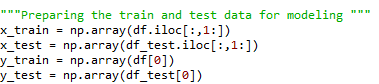 """Preparing the train and test data for modeling """
x_train = np.array(df.iloc[:,1:])
x_test = np.array(df_test.iloc[:,1:])
y_train = np.array(df[0])
y_test = np.array(df_test[0])